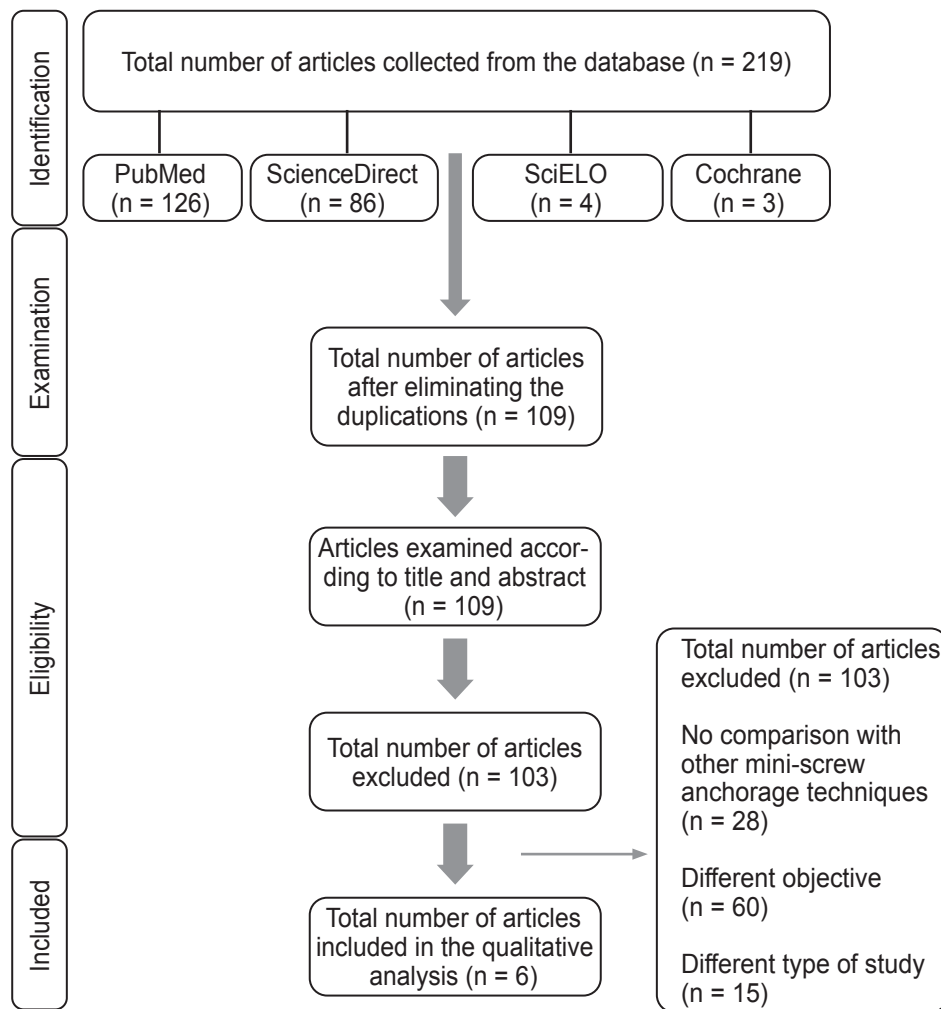 Identification
Total number of articles collected from the database (n = 219)
PubMed
(n = 126)
ScienceDirect
(n = 86)
SciELO
(n = 4)
Cochrane
(n = 3)
Examination
Total number of articles
after eliminating the
duplications (n = 109)
Eligibility
Articles examined accor-
ding to title and abstract
(n = 109)
Total number of articles
excluded (n = 103)
Total number of articles
excluded (n = 103)
No comparison with
other mini-screw
anchorage techniques
(n = 28)
Different objective
(n = 60)
Different type of study
(n = 15)
Included
Total number of articles
included in the qualitative
analysis (n = 6)